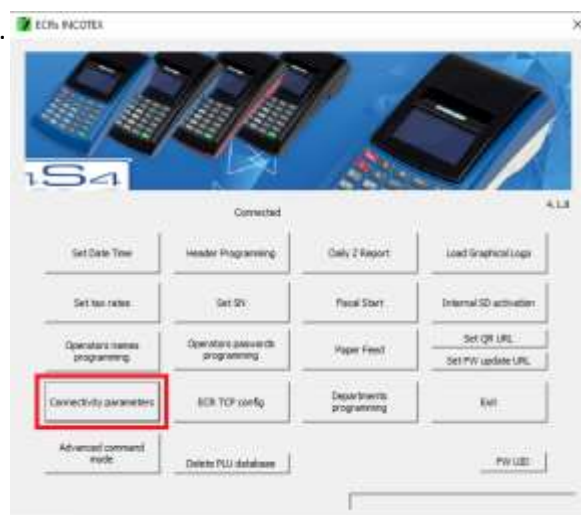 .
ECRs INCOTEX
S4
Connected
4.1.8
Set Date Time
Header Programming
Daily Z Report
Load Graphical Logo
Set tax rates
Set SN
Fiscal Start
Internal SD activation
Operators names
programming
Operators passwords
programming
Paper Feed
Set QR URL
Set FW update URL
Connectivity parameters
ECR TCP config
Departments
programming
Exit
Advanced command
mode
Delete PLU database